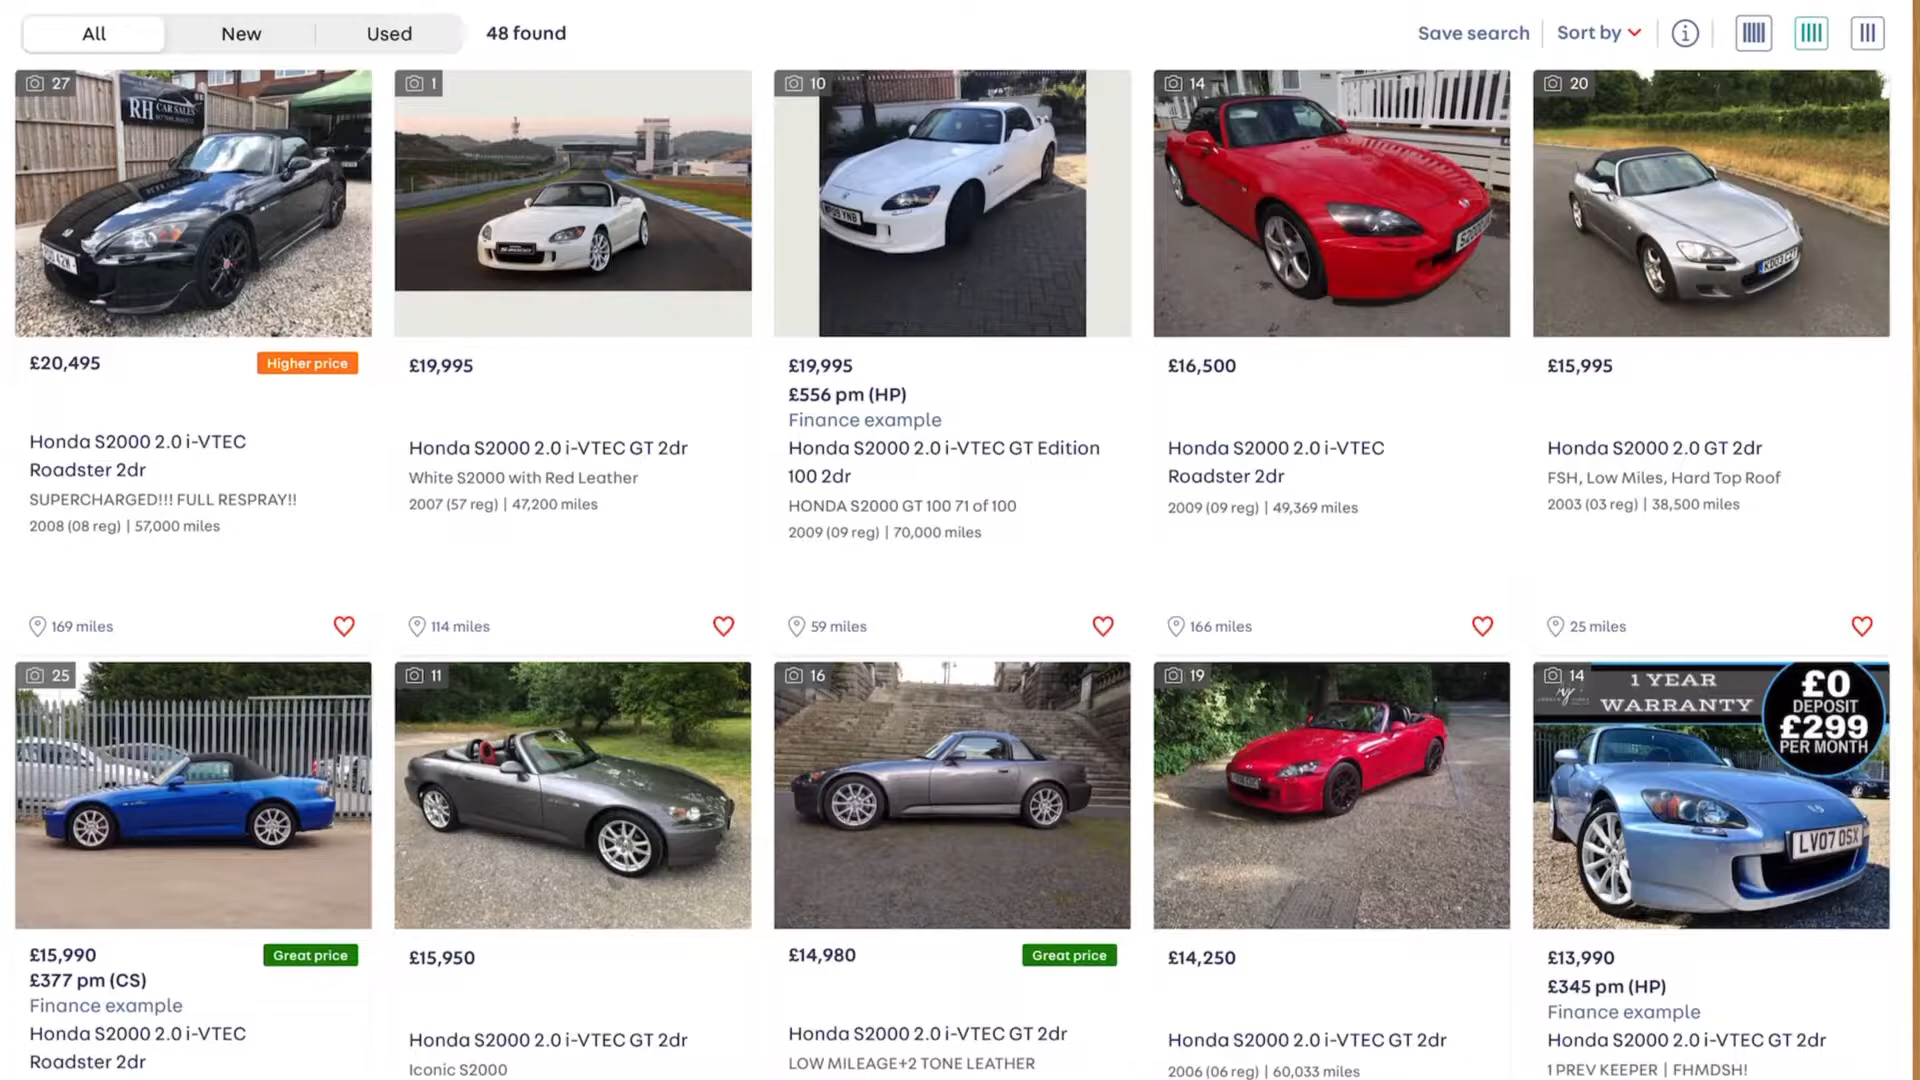 All
New
Used
48 found
Save search
Sort by
27
RH CAR SALES
£20,495
Higher price
Honda S2000 2.0 i-VTEC
Roadster 2dr
SUPERCHARGED!!! FULL RESPRAY!!
2008 (08 reg) | 57,000 miles
169 miles
1
£19,995
Honda S2000 2.0 i-VTEC GT 2dr
White S2000 with Red Leather
2007 (57 reg) | 47,200 miles
114 miles
10
£19,995
£556 pm (HP)
Finance example
Honda S2000 2.0 i-VTEC GT Edition
100 2dr
HONDA S2000 GT 100 71 of 100
2009 (09 reg) | 70,000 miles
59 miles
14
£16,500
Honda S2000 2.0 i-VTEC
Roadster 2dr
2009 (09 reg) | 49,369 miles
166 miles
20
£15,995
Honda S2000 2.0 GT 2dr
FSH, Low Miles, Hard Top Roof
2003 (03 reg) | 38,500 miles
25 miles
25
£15,990
Great price
£377 pm (CS)
Finance example
Honda S2000 2.0 i-VTEC
Roadster 2dr
11
£15,950
Honda S2000 2.0 i-VTEC GT 2dr
Iconic S2000
16
£14,980
Great price
Honda S2000 2.0 i-VTEC GT 2dr
LOW MILEAGE+2 TONE LEATHER
19
£14,250
Honda S2000 2.0 i-VTEC GT 2dr
2006 (06 reg) | 60,033 miles
14
1 YEAR
WARRANTY
£0
DEPOSIT
£299
PER MONTH
LV07 OSX
£13,990
£345 pm (HP)
Finance example
Honda S2000 2.0 i-VTEC GT 2dr
1 PREV KEEPER | FHMDSH!